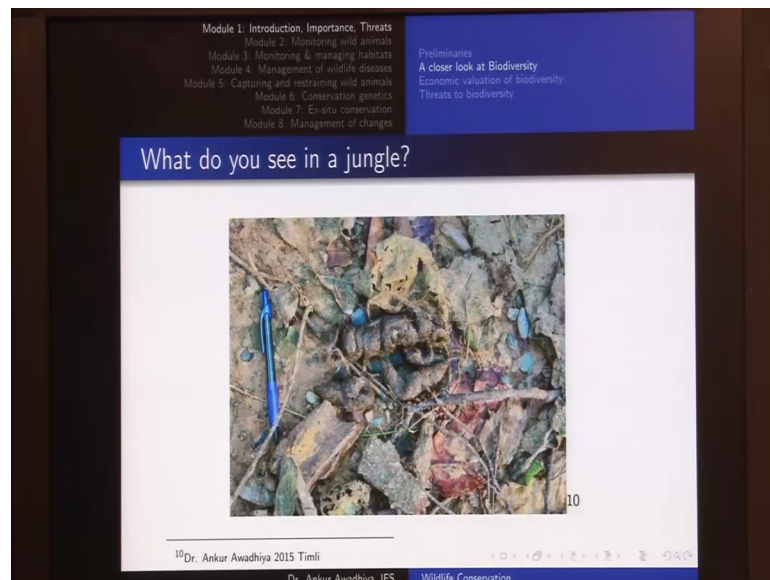 Module 1: Introduction, Importance, Threats
Module 2: Monitoring wild animals
Module 3: Monitoring & managing habitats
Module 4: Management of wildlife diseases
Module 5: Capturing and restraining wild animals
Module 6: Conservation genetics
Module 7: Ex-situ conservation
Module 8: Management of changes
Preliminaries
A closer look at Biodiversity
Economic valuation of biodiversity
Threats to biodiversity
What do you see in a jungle?
10
10Dr. Ankur Awadhiya 2015 Timli
Dr. Ankur Awadhiya, IFS
Wildlife Conservation